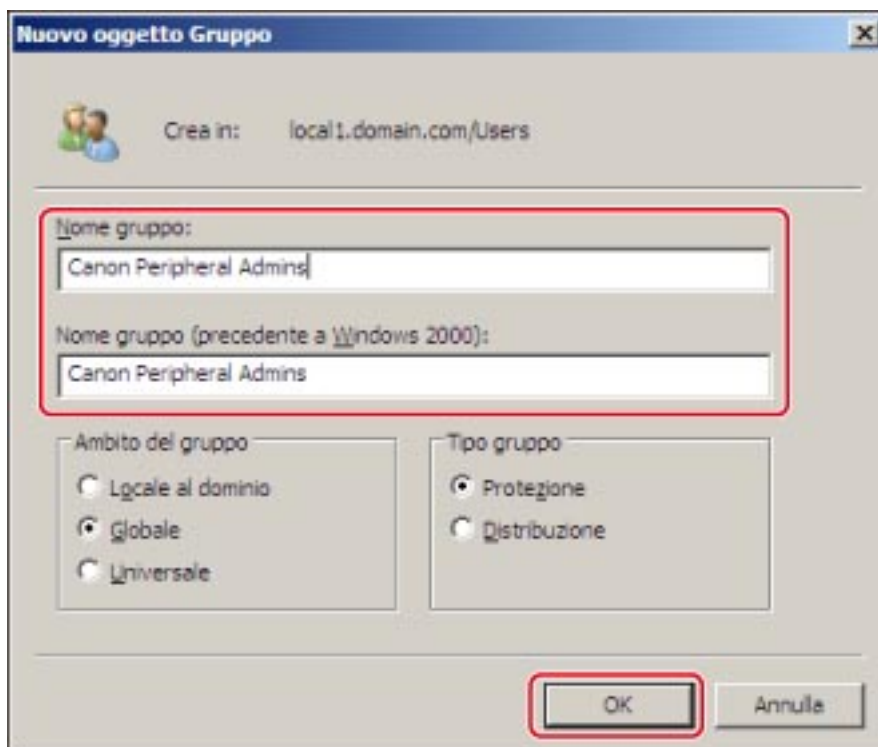 Nuovo oggetto Gruppo
Crea in: local1.domain.com/Users
Nome gruppo:
Canon Peripheral Admins
Nome gruppo (precedente a Windows 2000):
Canon Peripheral Admins
Ambito del gruppo
Locale al dominio
Globale
Universale
Tipo gruppo
Protezione
Distribuzione
OK
Annulla